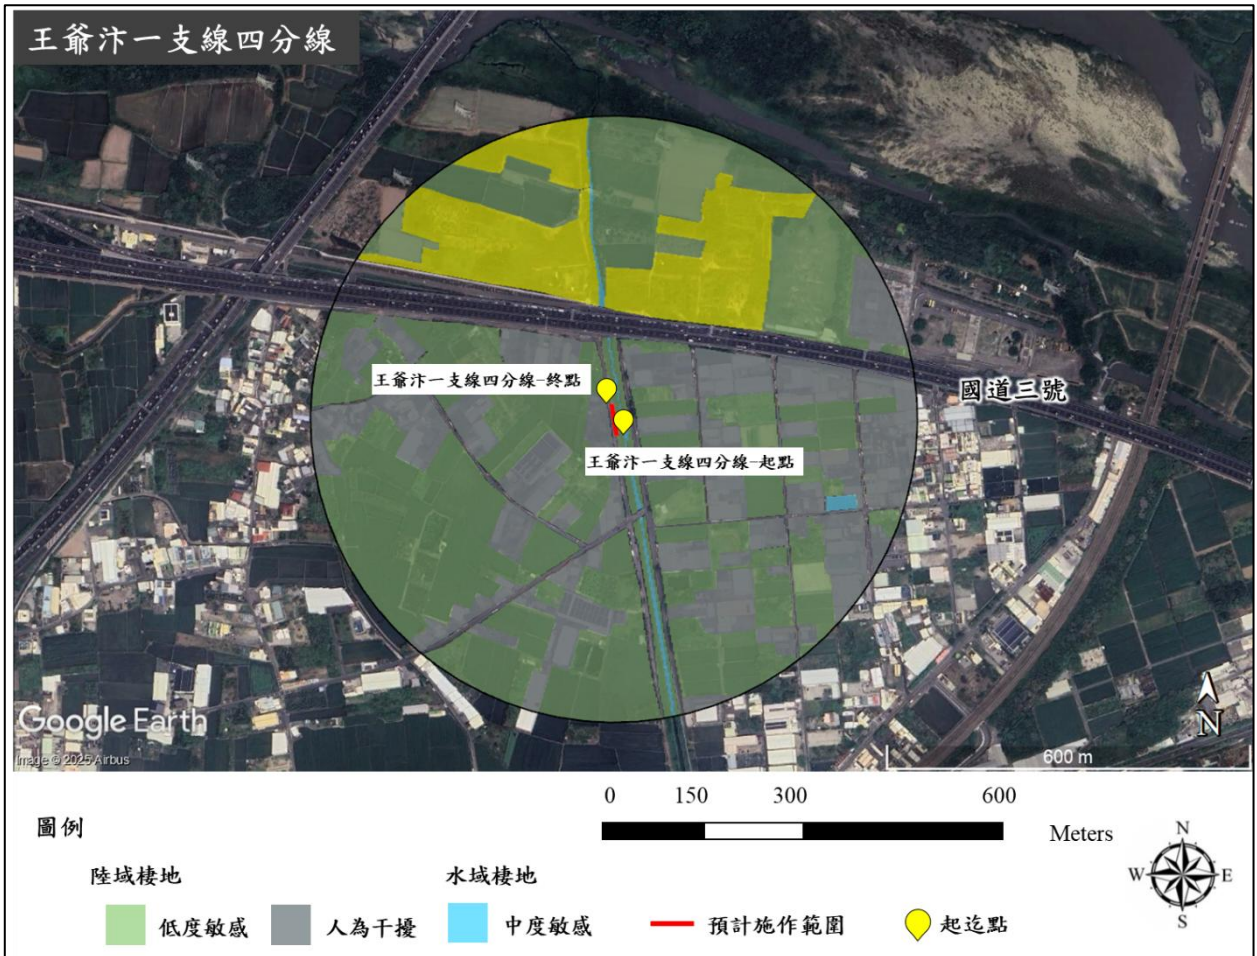 王爺汴一支線四分線
王爺汴一支線四分線-終點
國道三號
王爺汴一支線四分線-起點
N
Google Earth
Image © 2025 Airbus
600 m
0 150 300 600
Meters
圖例
陸域棲地
水域棲地
低度敏感
人為干擾
中度敏感
預計施作範圍
起迄點
N
W E
S